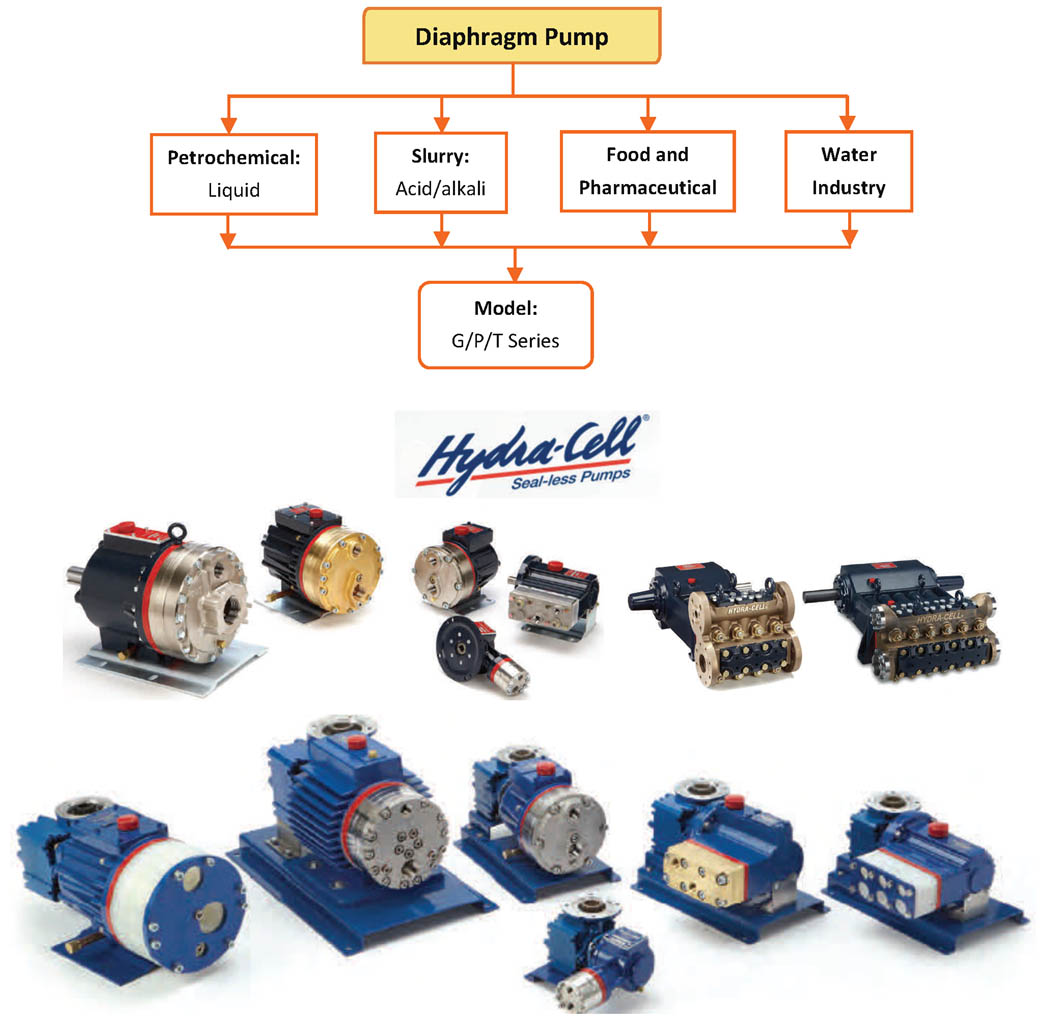 Diaphragm Pump
Petrochemical:
Liquid
Slurry:
Acid/alkali
Food and
Pharmaceutical
Water
Industry
Model:
G/P/T Series
Hydra-Cell®
Seal-less Pumps
HYDRA-CELL
HYDRA-CELL